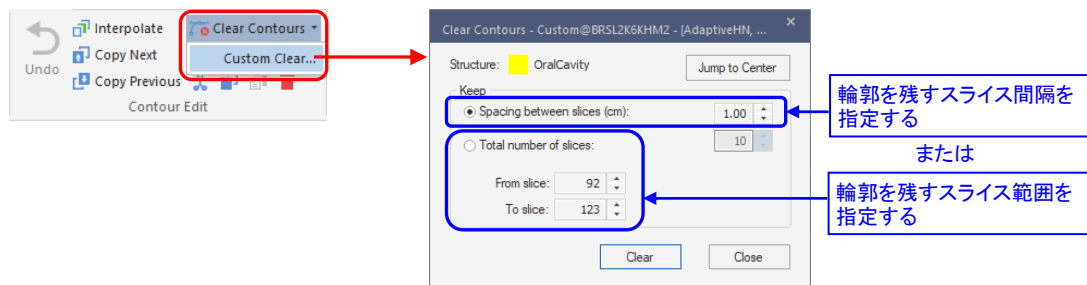 Undo
Interpolate
Copy Next
Copy Previous
Clear Contours
Custom Clear...
Contour Edit
Clear Contours - Custom@BRSL2K6KHM2 - [AdaptiveHN, ...
Structure: OralCavity
Jump to Center
Keep
Spacing between slices (cm): 1.00
Total number of slices: 10
From slice: 92
To slice: 123
Clear Close
輪郭を残すスライス間隔を
指定する
または
輪郭を残すスライス範囲を
指定する